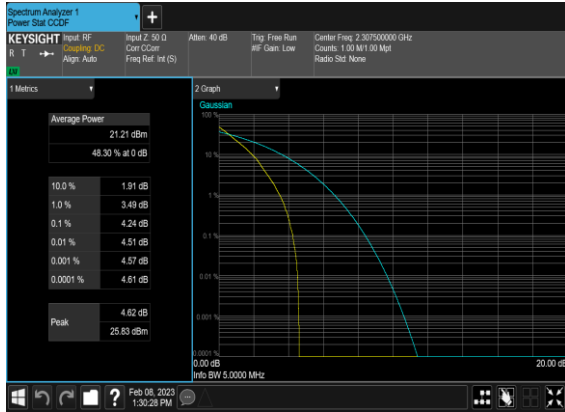 Spectrum Analyzer 1
Power Stat CCDF
+
KEYSIGHT
R T
LXI
Input: RF
Coupling: DC
Align: Auto
Input Z: 50 Ω
Corr CCorr
Freq Ref: Int (S)
Atten: 40 dB
Trig: Free Run
#IF Gain: Low
Center Freq: 2.307500000 GHz
Counts: 1.00 M/1.00 Mpt
Radio Std: None
1 Metrics
Average Power
21.21 dBm
48.30 % at 0 dB
10.0 % 1.91 dB
1.0 % 3.49 dB
0.1 % 4.24 dB
0.01 % 4.51 dB
0.001 % 4.57 dB
0.0001 % 4.61 dB
Peak
4.62 dB
25.83 dBm
2 Graph
Gaussian
100 %
10 %
1 %
0.1 %
0.01 %
0.001 %
0.0001 %
0.00 dB
20.00 dB
Info BW 5.0000 MHz
?
Feb 08, 2023
1:30:28 PM